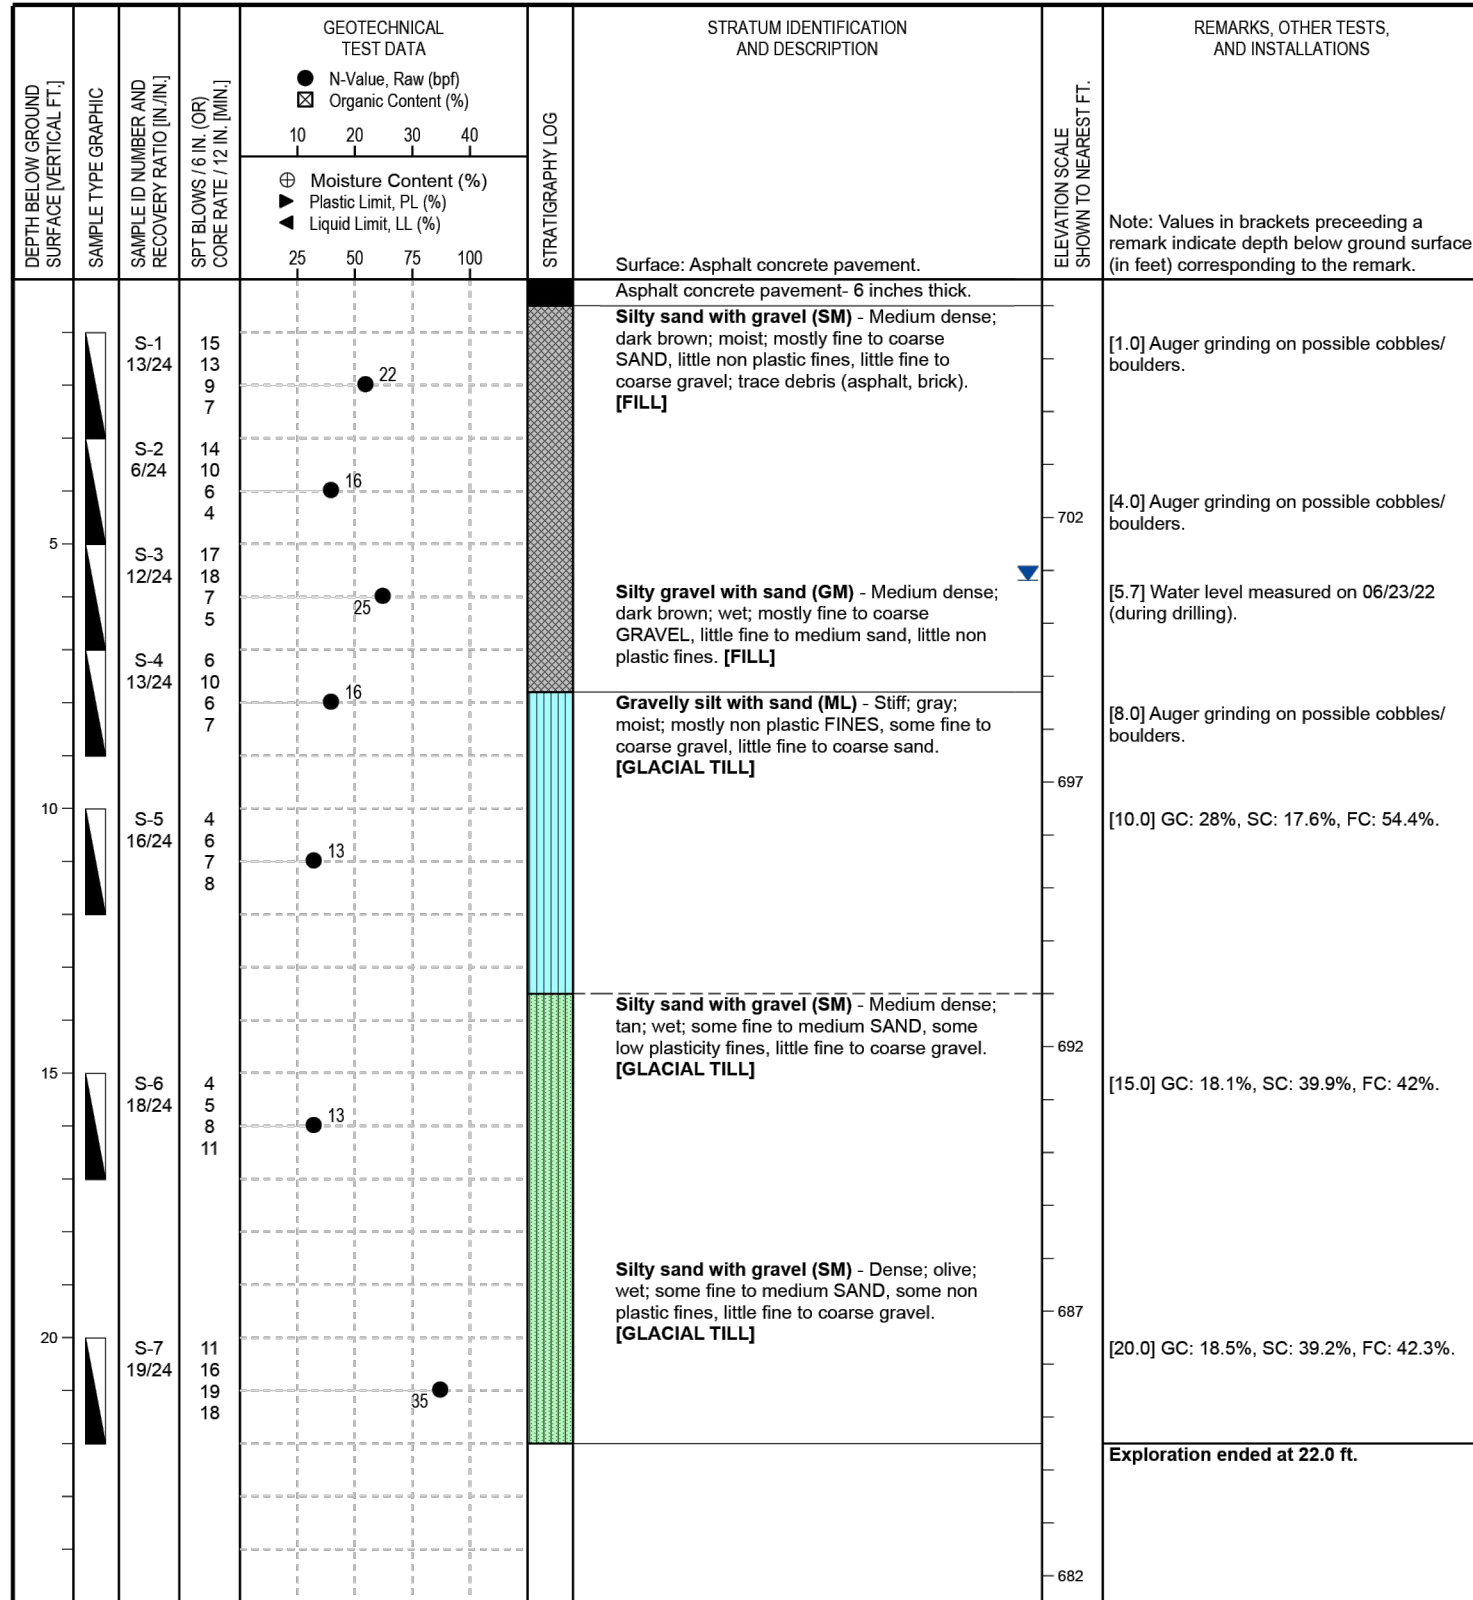 DEPTH BELOW GROUND
SURFACE [VERTICAL FT.]
SAMPLE TYPE GRAPHIC
SAMPLE ID NUMBER AND
RECOVERY RATIO [IN./IN.]
SPT BLOWS / 6 IN. (OR)
CORE RATE / 12 IN. [MIN.]
GEOTECHNICAL
TEST DATA
N-Value, Raw (bpf)
Organic Content (%)
10 20 30 40
Moisture Content (%)
Plastic Limit, PL (%)
Liquid Limit, LL (%)
25 50 75 100
STRATIGRAPHY LOG
STRATUM IDENTIFICATION
AND DESCRIPTION
Surface: Asphalt concrete pavement.
ELEVATION SCALE
SHOWN TO NEAREST FT.
REMARKS, OTHER TESTS,
AND INSTALLATIONS
Note: Values in brackets preceeding a
remark indicate depth below ground surface
(in feet) corresponding to the remark.
Asphalt concrete pavement- 6 inches thick.
Silty sand with gravel (SM) - Medium dense;
dark brown; moist; mostly fine to coarse
SAND, little non plastic fines, little fine to
coarse gravel; trace debris (asphalt, brick).
[FILL]
S-1
13/24
15
13
9
7
22
[1.0] Auger grinding on possible cobbles/
boulders.
S-2
6/24
14
10
6
4
16
702
[4.0] Auger grinding on possible cobbles/
boulders.
5
S-3
12/24
17
18
7
5
25
Silty gravel with sand (GM) - Medium dense;
dark brown; wet; mostly fine to coarse
GRAVEL, little fine to medium sand, little non
plastic fines. [FILL]
[5.7] Water level measured on 06/23/22
(during drilling).
S-4
13/24
6
10
6
7
16
Gravelly silt with sand (ML) - Stiff; gray;
moist; mostly non plastic FINES, some fine to
coarse gravel, little fine to coarse sand.
[GLACIAL TILL]
[8.0] Auger grinding on possible cobbles/
boulders.
697
10
S-5
16/24
4
6
7
8
13
[10.0] GC: 28%, SC: 17.6%, FC: 54.4%.
Silty sand with gravel (SM) - Medium dense;
tan; wet; some fine to medium SAND, some
low plasticity fines, little fine to coarse gravel.
[GLACIAL TILL]
692
15
S-6
18/24
4
5
8
11
13
[15.0] GC: 18.1%, SC: 39.9%, FC: 42%.
Silty sand with gravel (SM) - Dense; olive;
wet; some fine to medium SAND, some non
plastic fines, little fine to coarse gravel.
[GLACIAL TILL]
687
20
S-7
19/24
11
16
19
18
35
[20.0] GC: 18.5%, SC: 39.2%, FC: 42.3%.
Exploration ended at 22.0 ft.
682